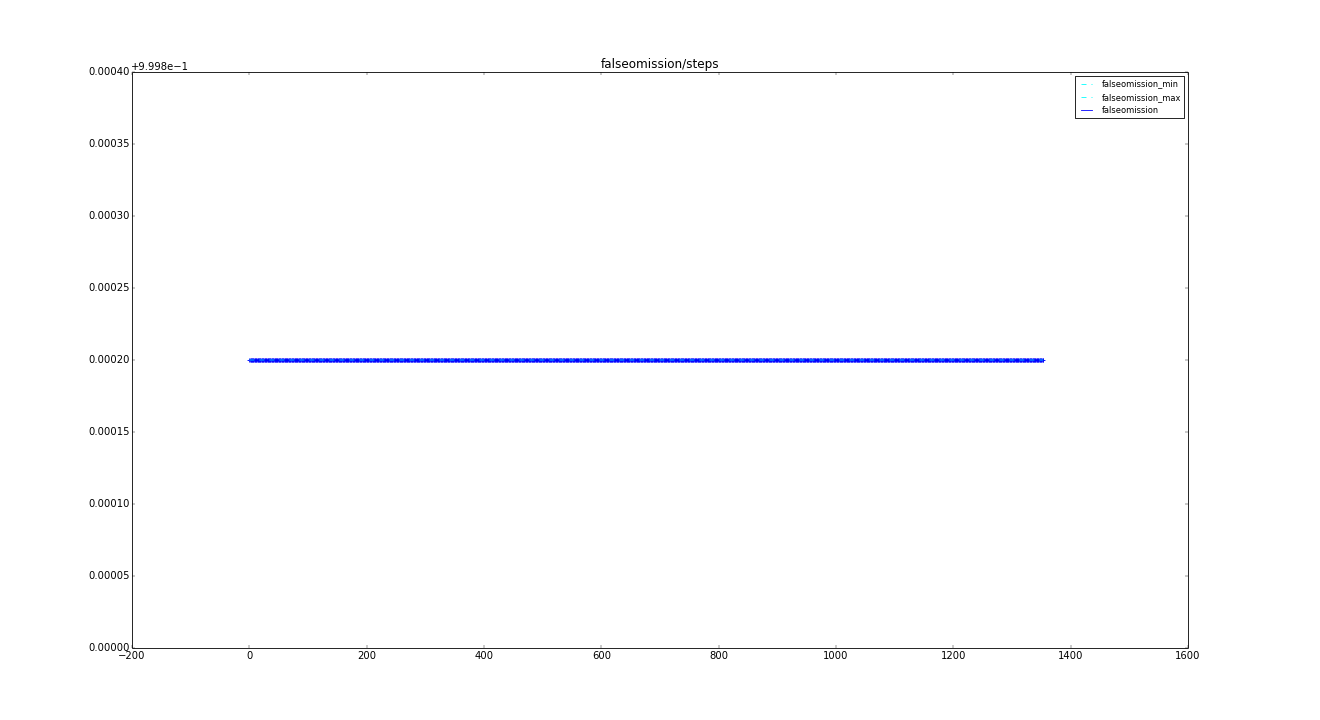 falseomission/steps
+9.998e−1
0.00040
0.00035
0.00030
0.00025
0.00020
0.00015
0.00010
0.00005
0.00000
−200 0 200 400 600 800 1000 1200 1400 1600
falseomission_min
falseomission_max
falseomission